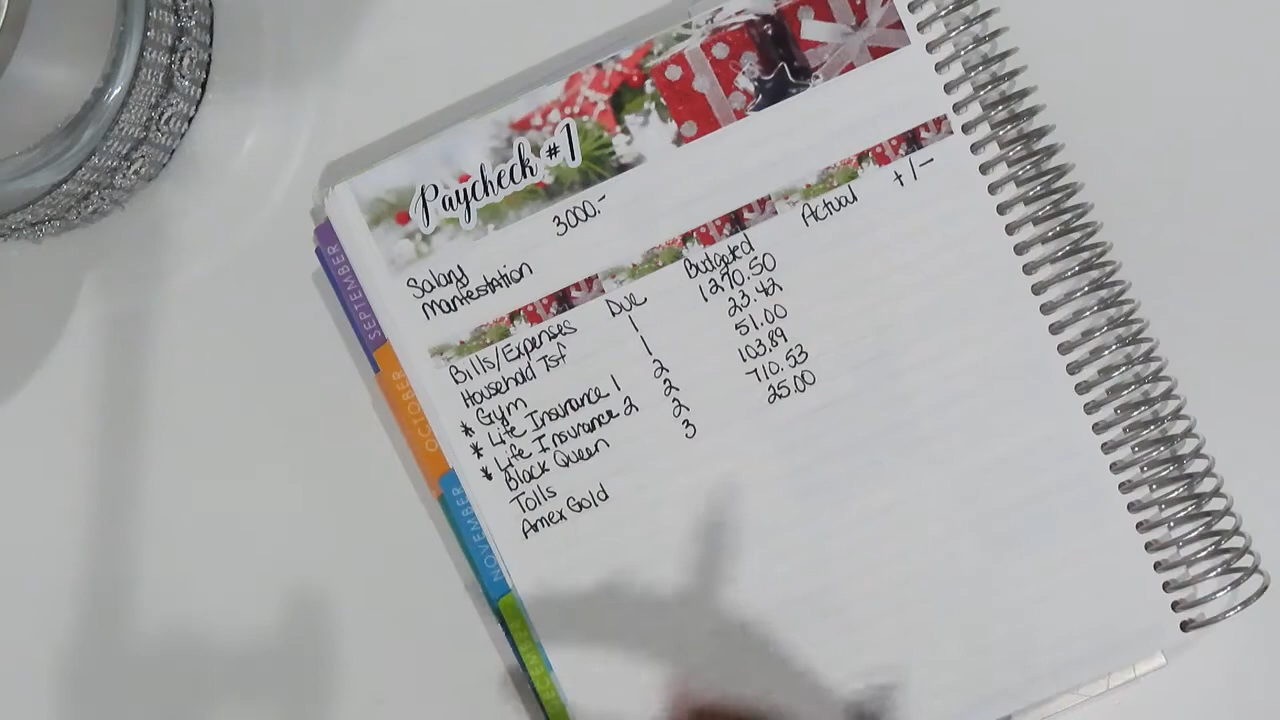 Paycheck #1
Salary 3000.-
Manfestation
Bills/Expenses Due Budgeted Actual +/-
Household Tsf 1 1270.50
* Gym 1 23.42
* Life Insurance 1 2 51.00
* Life Insurance 2 2 103.89
Black Queen 2 710.53
Tolls 3 25.00
Amex Gold
SEPTEMBER
OCTOBER
NOVEMBER